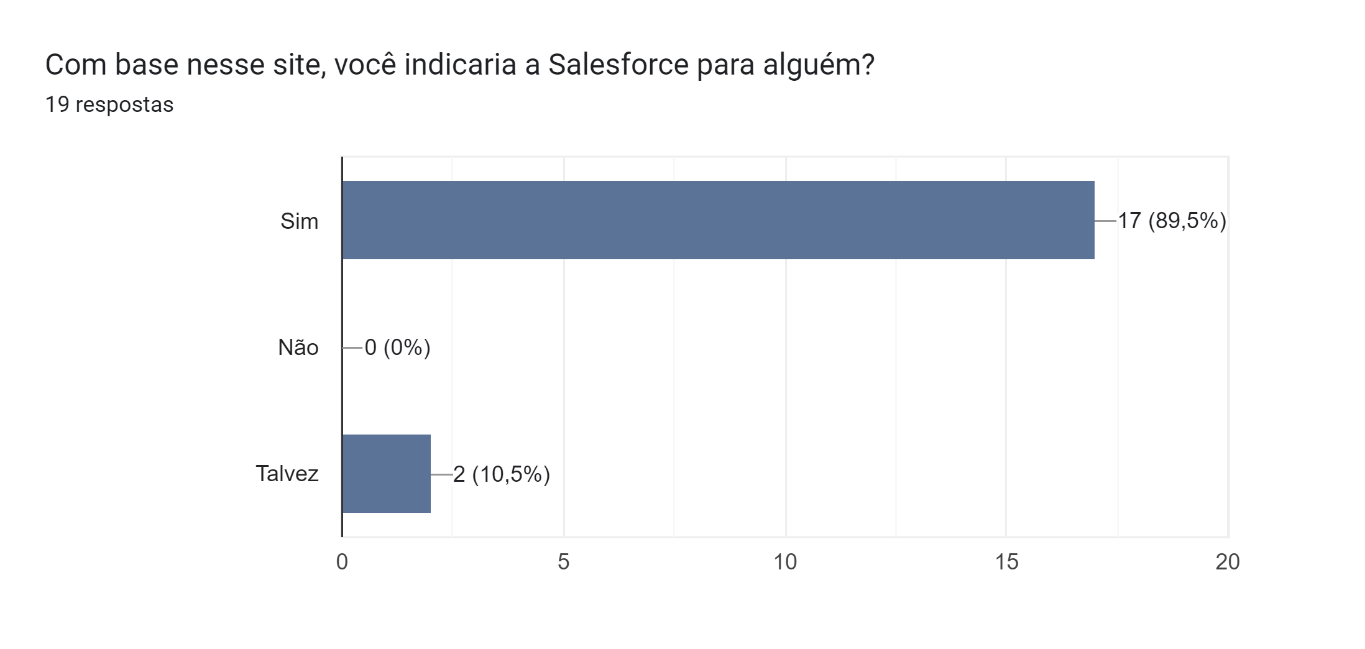 Com base nesse site, você indicaria a Salesforce para alguém?
19 respostas
Sim
17 (89,5%)
Não
0 (0%)
Talvez
2 (10,5%)
0
5
10
15
20